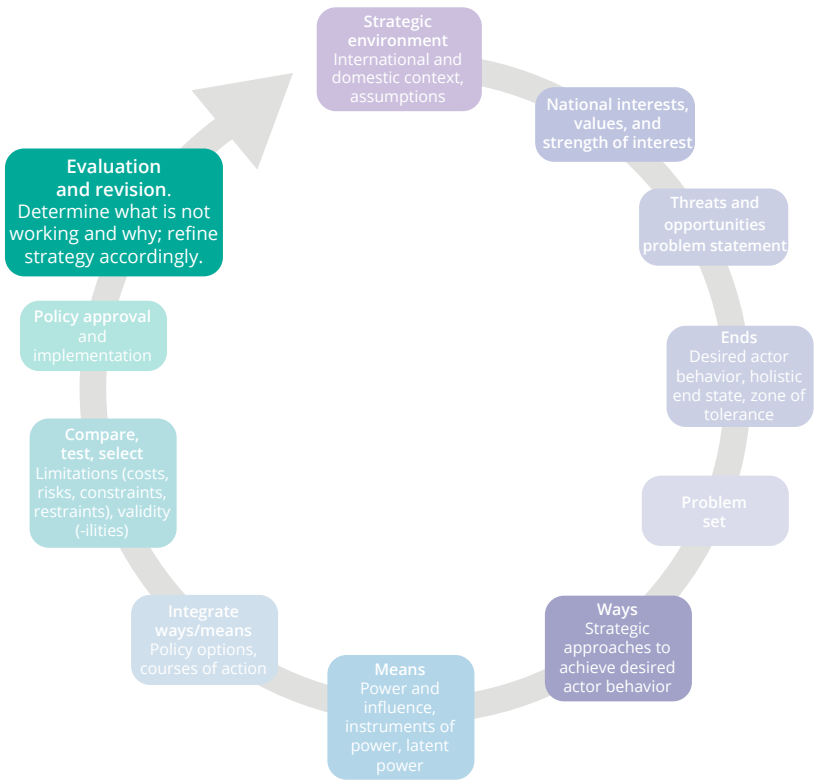 Strategic
environment
International and
domestic context,
assumptions
National interests,
values, and
strength of interest
Threats and
opportunities
problem statement
Ends
Desired actor
behavior, holistic
end state, zone of
tolerance
Problem
set
Ways
Strategic
approaches to
achieve desired
actor behavior
Means
Power and
influence,
instruments of
power, latent
power
Integrate
ways/means
Policy options,
courses of action
Compare,
test, select
Limitations (costs,
risks, constraints,
restraints), validity
(-ilities)
Policy approval
and
implementation
Evaluation
and revision.
Determine what is not
working and why; refine
strategy accordingly.